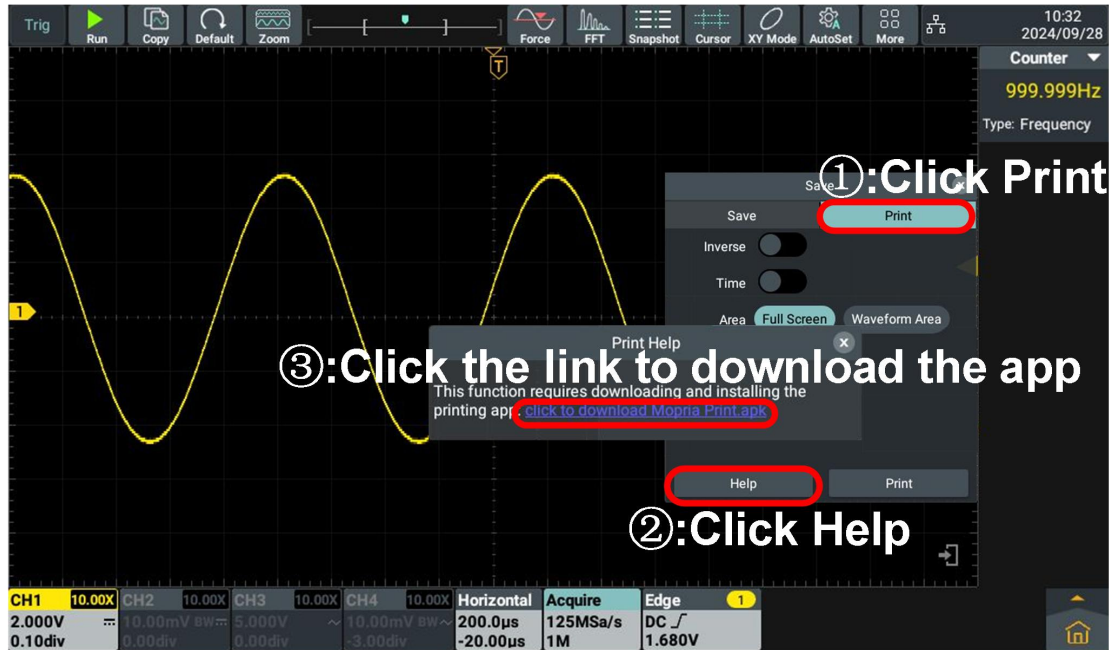 Trig
Run
Copy
Default
Zoom
T
Force
FFT
Snapshot
Cursor
XY Mode
AutoSet
More
10:32
2024/09/28
Counter
999.999Hz
Type: Frequency
①:Click Print
Save
Print
Inverse
Time
Area Full Screen Waveform Area
1
Print Help
x
③:Click the link to download the app
This function requires downloading and installing the
printing app. click to download Mopria Print.apk
Help Print
②:Click Help
CH1 10.00X
2.000V
0.10div
CH2 10.00X
10.00mV BW
0.00div
CH3 10.00X
5.000V
0.00div
CH4 10.00X
10.00mV BW
-3.00div
Horizontal
200.0μs
-20.00μs
Acquire
125MSa/s
1M
Edge 1
DC
1.680V